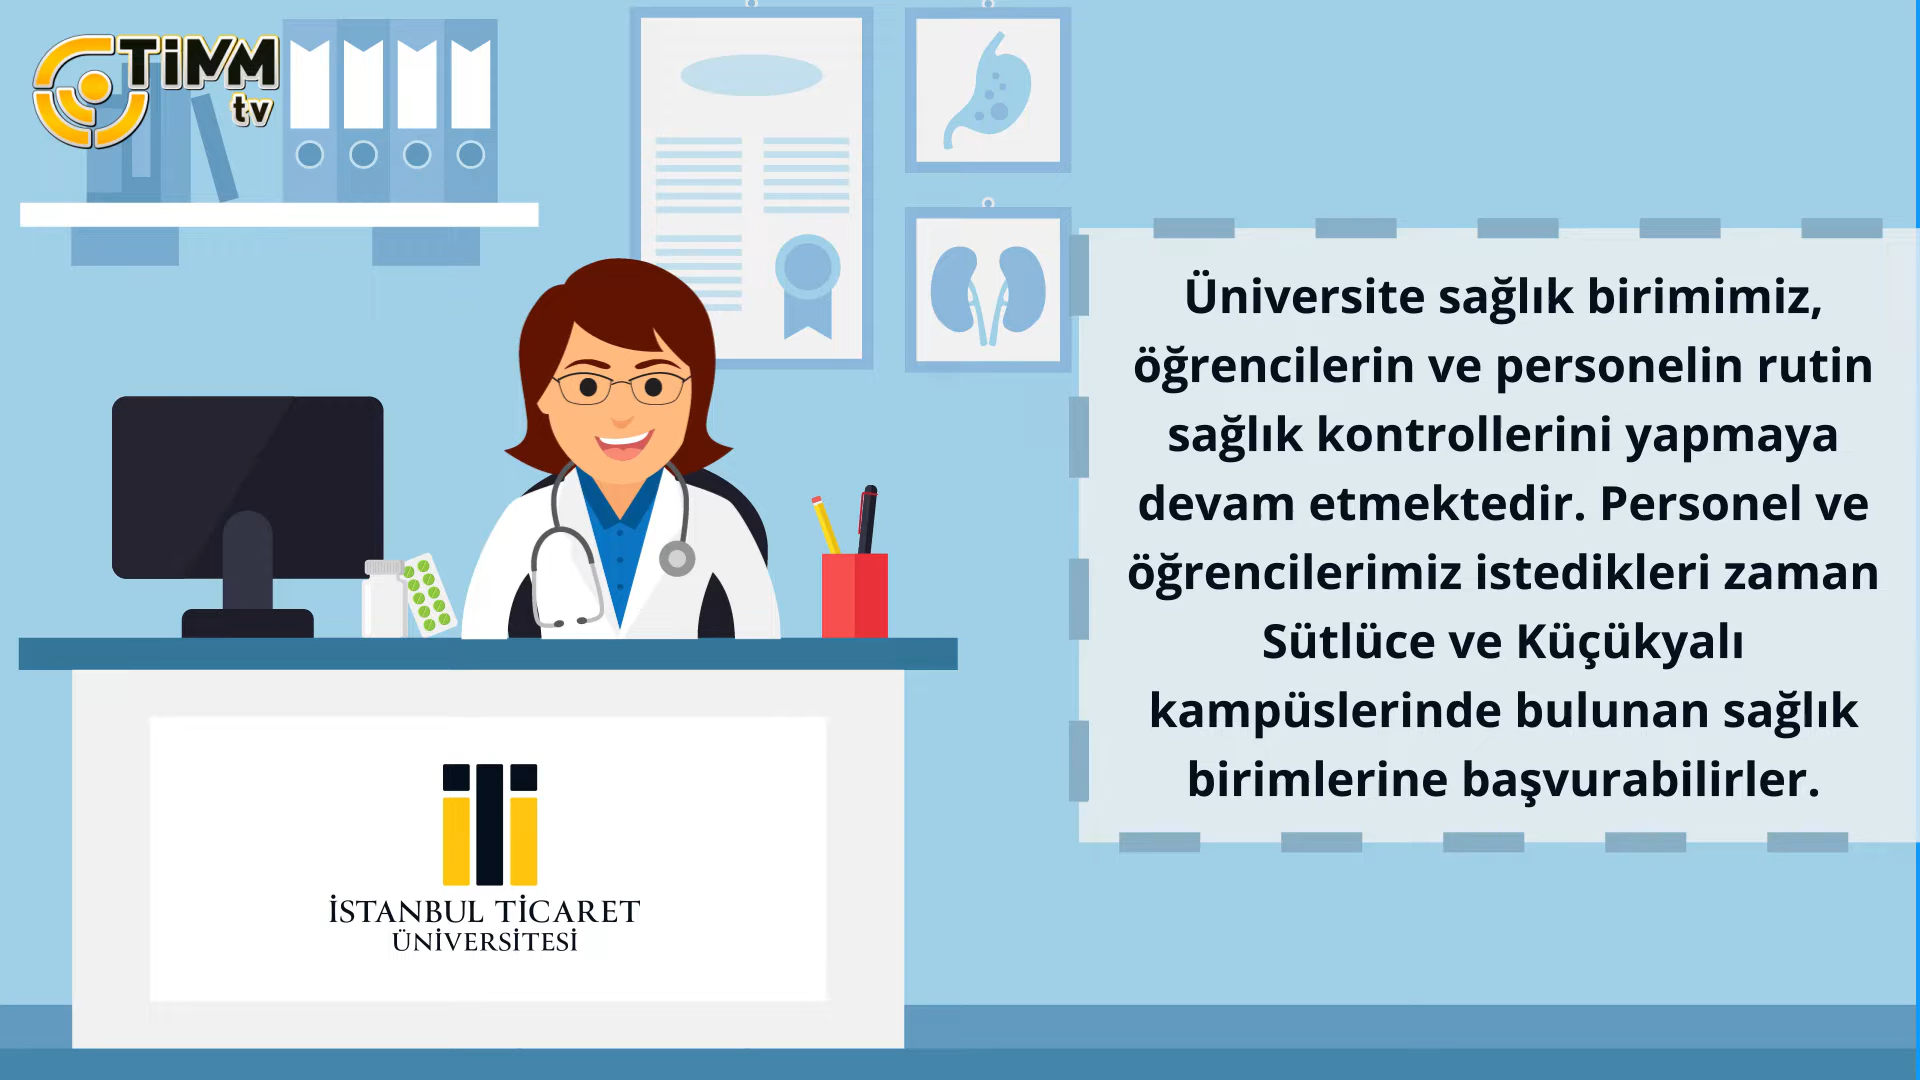 TiMM
tv
Üniversite sağlık birimimiz,
öğrencilerin ve personelin rutin
sağlık kontrollerini yapmaya
devam etmektedir. Personel ve
öğrencilerimiz istedikleri zaman
Sütlüce ve Küçükyalı
kampüslerinde bulunan sağlık
birimlerine başvurabilirler.
İSTANBUL TİCARET
ÜNİVERSİTESİ